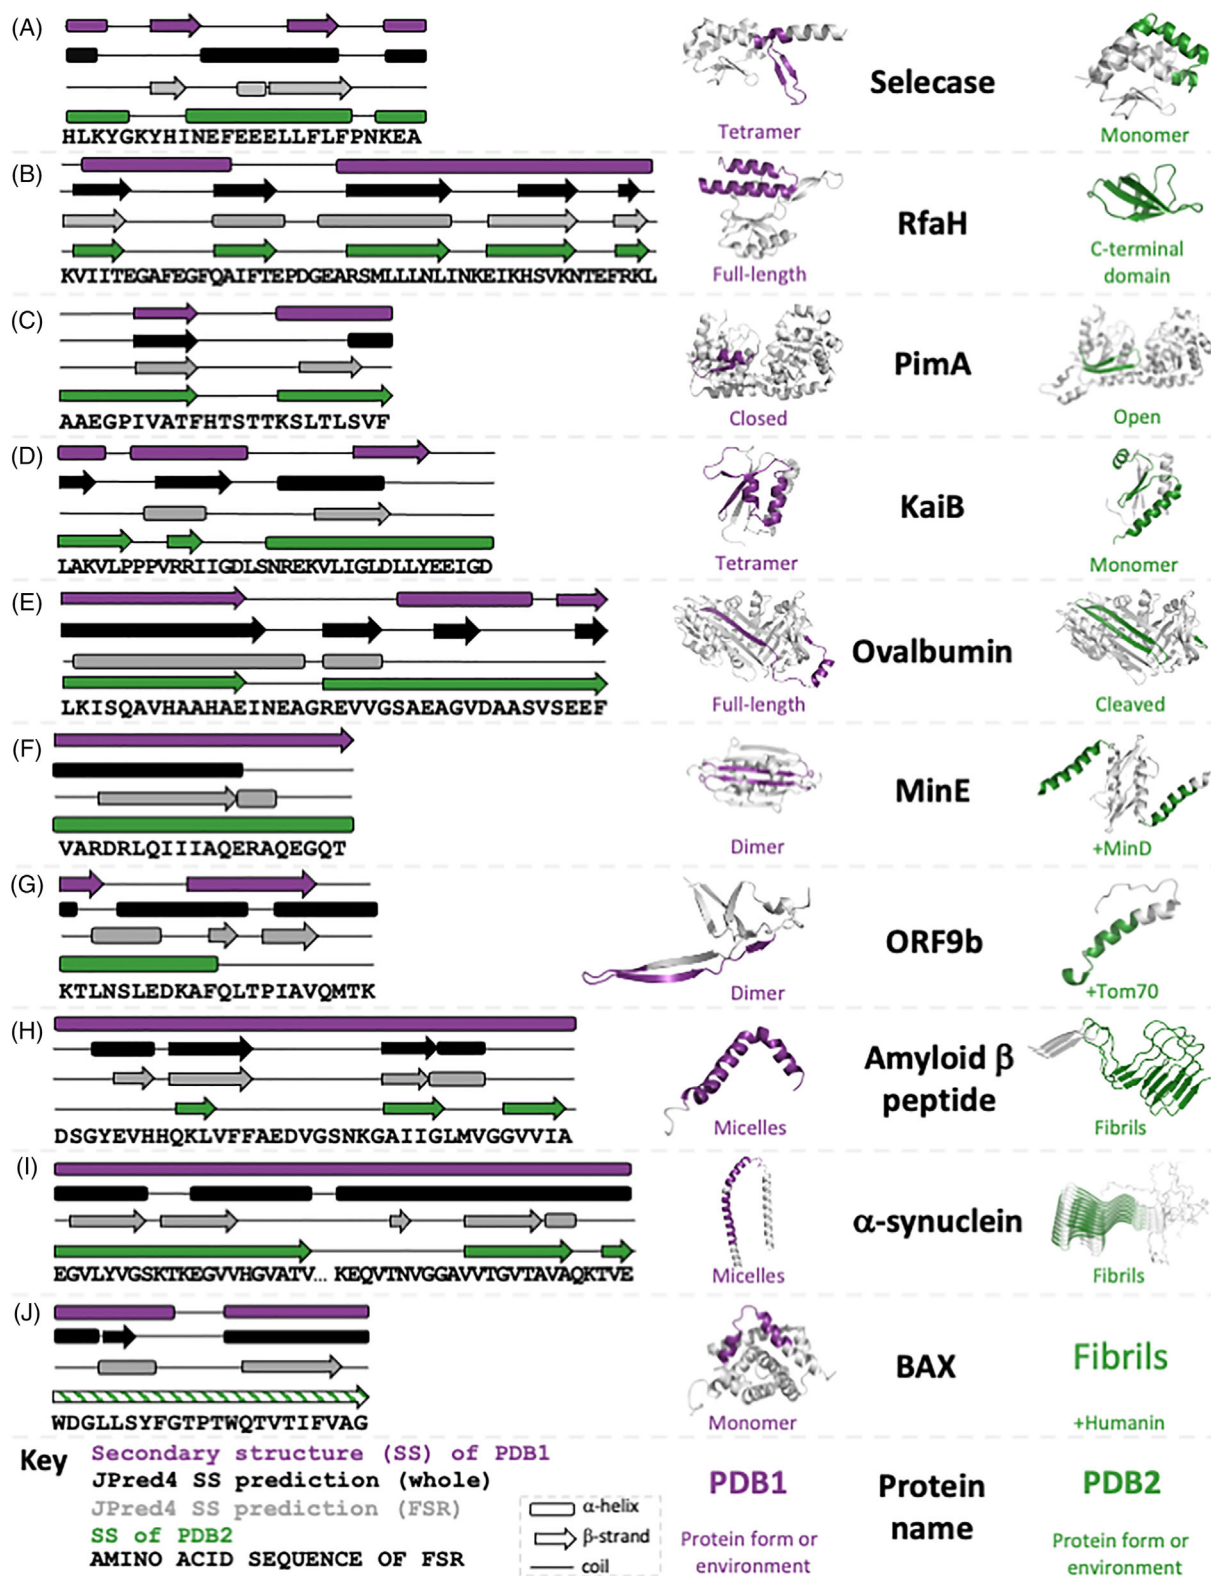 (A)
HLKYGKYHINEFEEELLFLFPNKEA
Tetramer
Selecase
Monomer
(B)
KVIITEGAFEGFQAIFTEPDGEARSMLLLNLINKEIKHSVKNTEFRKL
Full-length
RfaH
C-terminal
domain
(C)
AAEGPIVATFHTSTTKSLTLSVF
Closed
PimA
Open
(D)
LAKVLPPPVRRIIGDLSNREKVLIGLDLLYEEIGD
Tetramer
KaiB
Monomer
(E)
LKISQAVHAAHAEINEAGREVVGSAEAGVDAASVSEEF
Full-length
Ovalbumin
Cleaved
(F)
VARDRLQIIIAQERAQEGQT
Dimer
MinE
+MinD
(G)
KTLNSLEDKAFQLTPIAVQMTK
Dimer
ORF9b
+Tom70
(H)
DSGYEVHHQKLVFFAEDVGSNKGAIIGLMVGGVVIA
Micelles
Amyloid β
peptide
Fibrils
(I)
EGVLYVGSKTKEGVVHGVATV... KEQVTNVGGAVVTGVTAVAQKTVE
Micelles
α-synuclein
Fibrils
(J)
WDGLLSYFGTPTWQTVTIFVAG
Monomer
BAX
Fibrils
+Humanin
Key
Secondary structure (SS) of PDB1
JPred4 SS prediction (whole)
JPred4 SS prediction (FSR)
SS of PDB2
AMINO ACID SEQUENCE OF FSR
α-helix
β-strand
coil
PDB1
Protein form or
environment
Protein
name
PDB2
Protein form or
environment